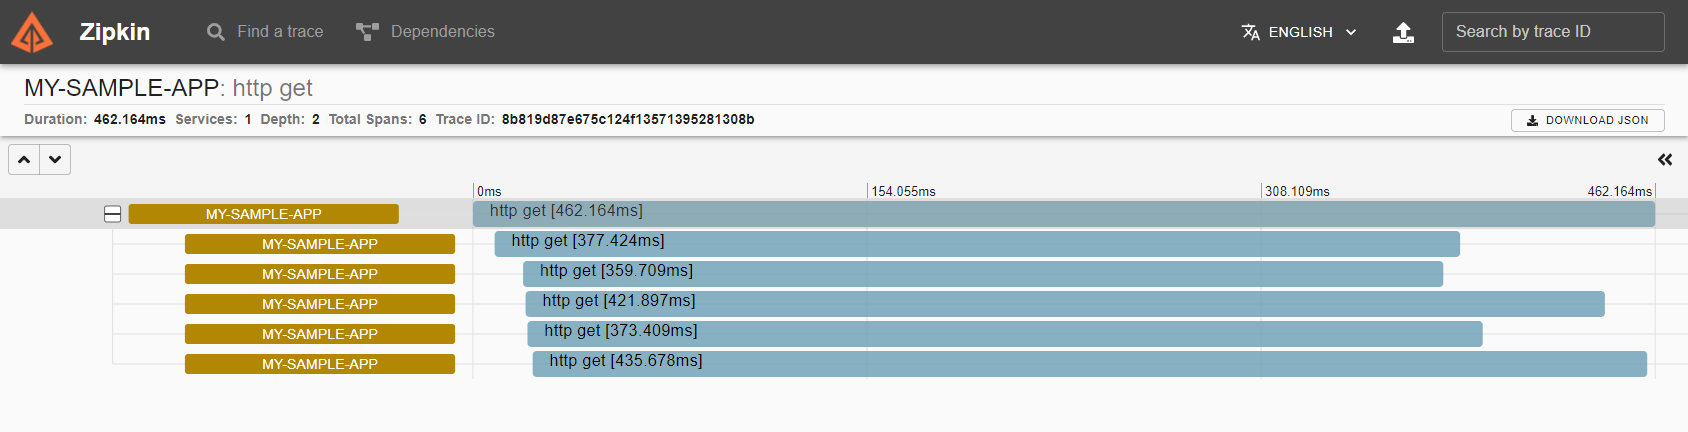 Zipkin Find a trace Dependencies ENGLISH Search by trace ID
MY-SAMPLE-APP: http get
Duration: 462.164ms Services: 1 Depth: 2 Total Spans: 6 Trace ID: 8b819d87e675c124f13571395281308b DOWNLOAD JSON
0ms 154.055ms 308.109ms 462.164ms
MY-SAMPLE-APP http get [462.164ms]
MY-SAMPLE-APP http get [377.424ms]
MY-SAMPLE-APP http get [359.709ms]
MY-SAMPLE-APP http get [421.897ms]
MY-SAMPLE-APP http get [373.409ms]
MY-SAMPLE-APP http get [435.678ms]